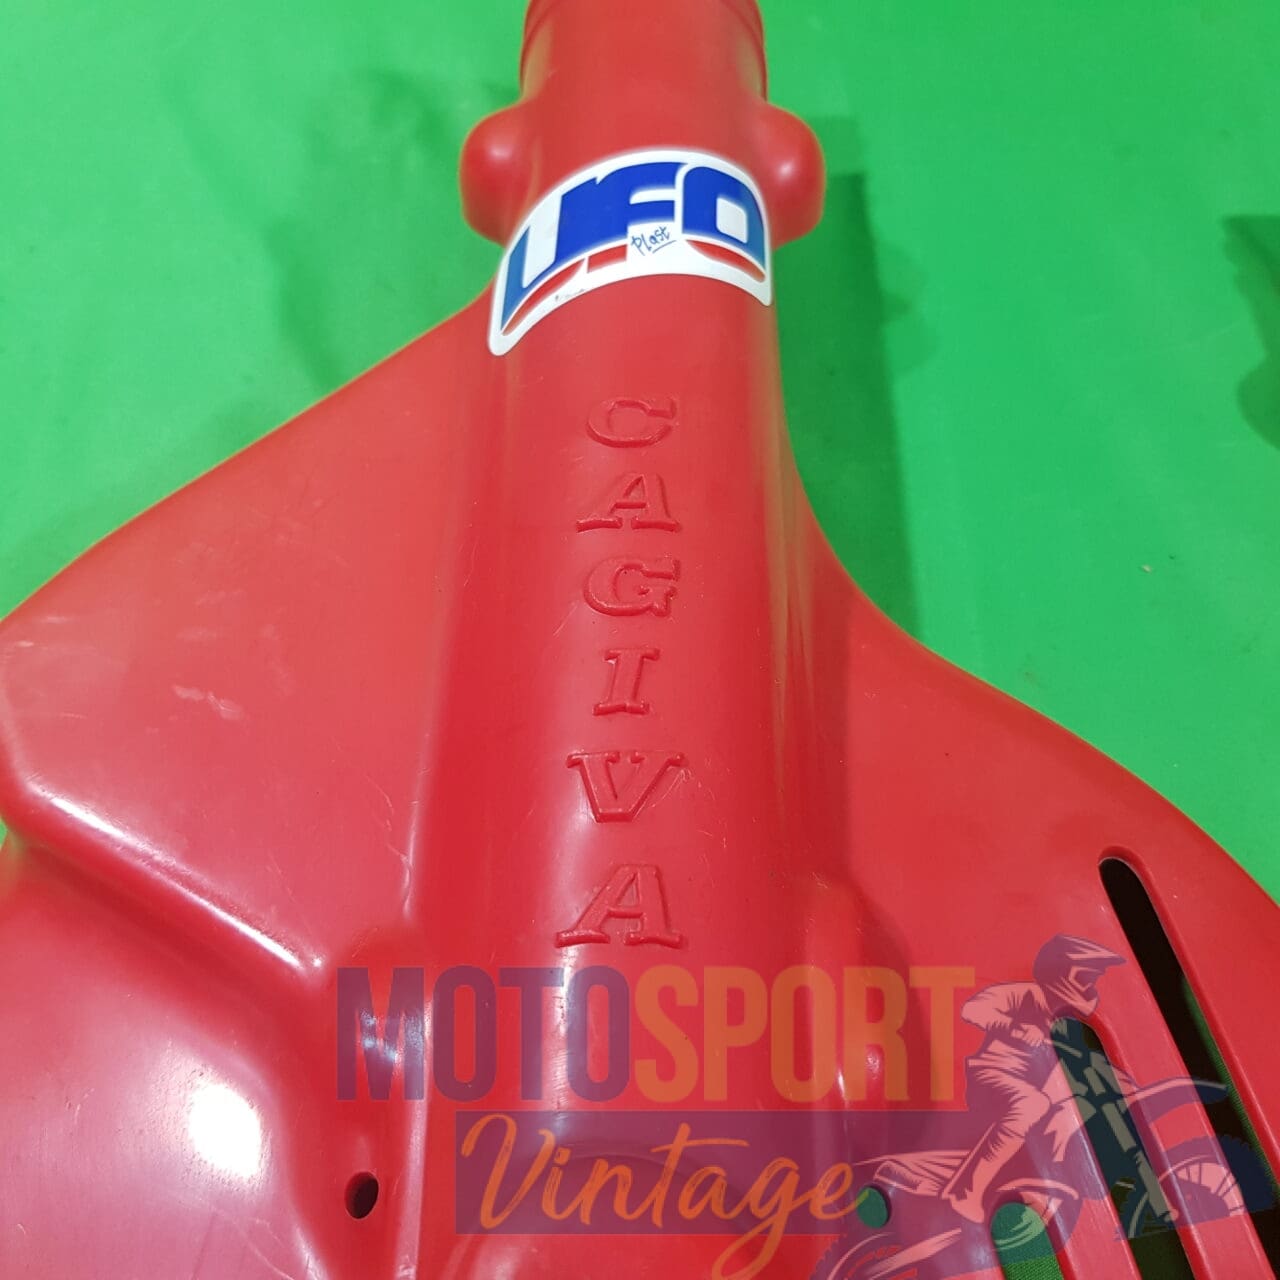 UFO
Plast
CAGIVA
MOTOSPORT
Vintage